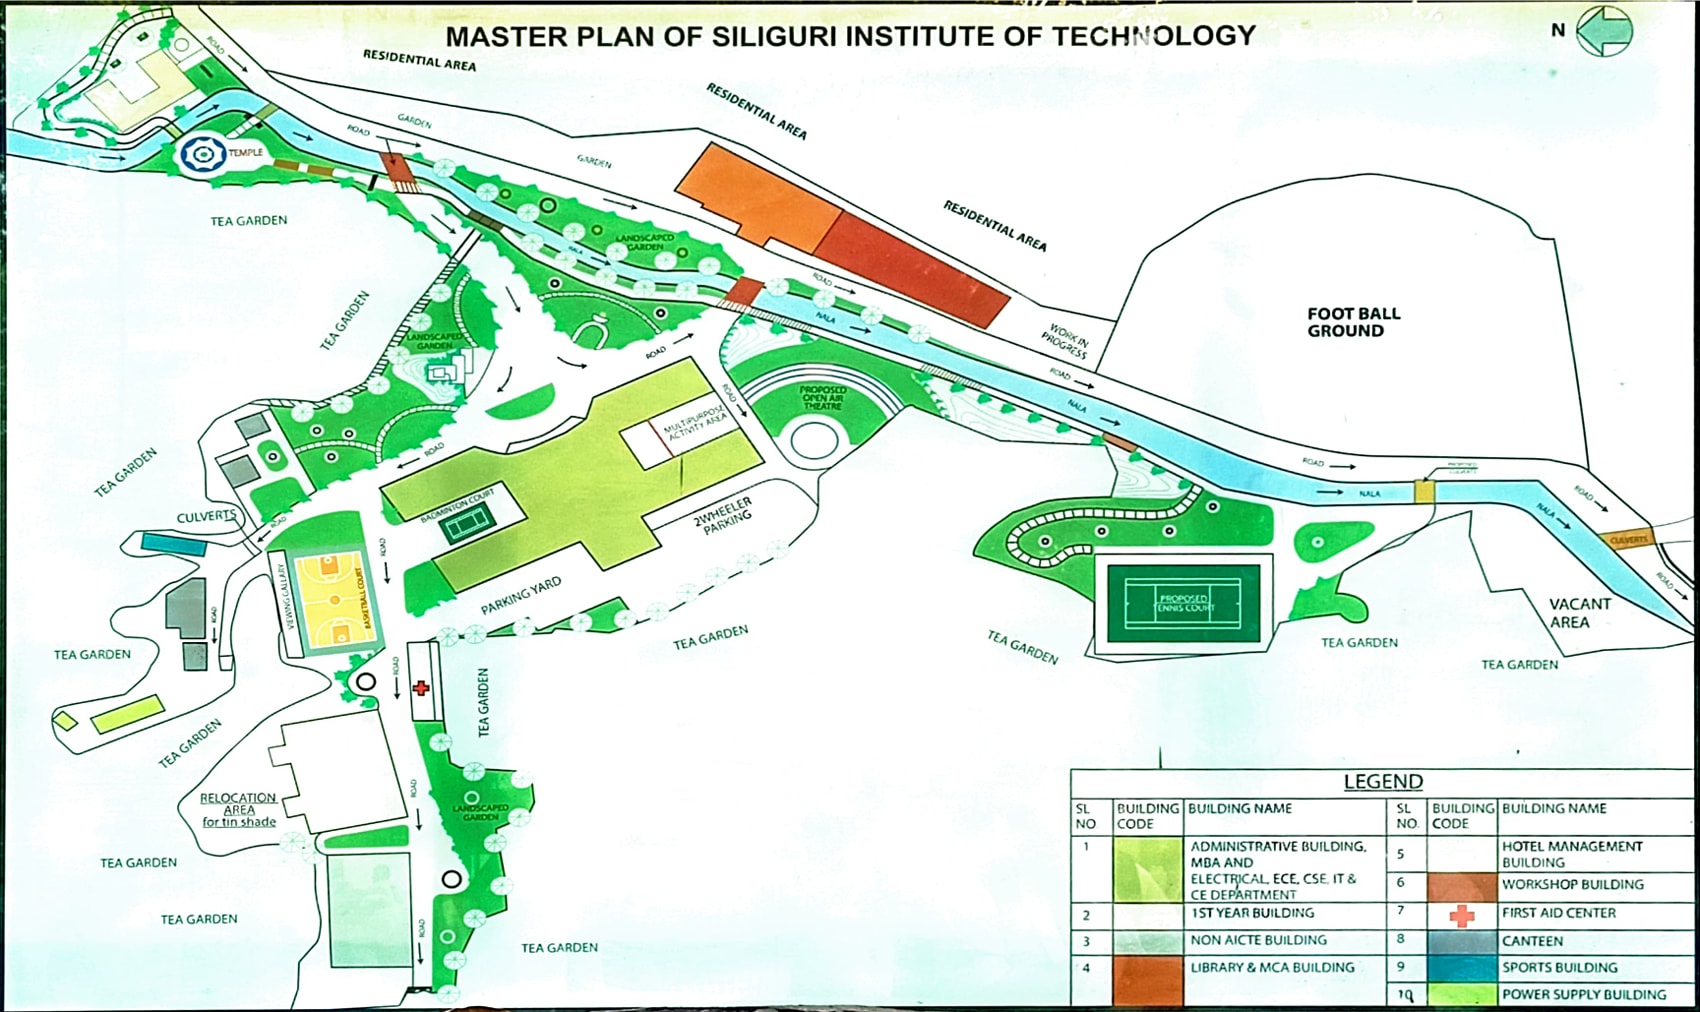 MASTER PLAN OF SILIGURI INSTITUTE OF TECHNOLOGY
N
ROAD
RESIDENTIAL AREA
RESIDENTIAL AREA
RESIDENTIAL AREA
GARDEN
ROAD
GARDEN
TEMPLE
TEA GARDEN
LANDSCAPED
GARDEN
NALA
ROAD
NALA
WORK IN
PROGRESS
ROAD
FOOT BALL
GROUND
TEA GARDEN
LANDSCAPED
GARDEN
ROAD
ROAD
PROPOSED
OPEN AIR
THEATRE
MULTIPURPOSE
ACTIVITY AREA
NALA
ROAD
PROPOSED
CULVERTS
NALA
ROAD
NALA
CULVERTS
ROAD
TEA GARDEN
ROAD
BADMINTON COURT
2WHEELER
PARKING
CULVERTS
ROAD
ROAD
VIEWING GALLARY
BASKETBALL COURT
PARKING YARD
ROAD
TEA GARDEN
TEA GARDEN
TEA GARDEN
PROPOSED
TENNIS COURT
TEA GARDEN
VACANT
AREA
TEA GARDEN
ROAD
TEA GARDEN
TEA GARDEN
RELOCATION
AREA
for tin shade
ROAD
LANDSCAPED
GARDEN
TEA GARDEN
TEA GARDEN
ROAD
TEA GARDEN
LEGEND
SL
NO.
BUILDING
CODE
BUILDING NAME
SL
NO.
BUILDING
CODE
BUILDING NAME
1
ADMINISTRATIVE BUILDING,
MBA AND
ELECTRICAL, ECE, CSE, IT &
CE DEPARTMENT
2
1ST YEAR BUILDING
3
NON AICTE BUILDING
4
LIBRARY & MCA BUILDING
5
HOTEL MANAGEMENT
BUILDING
6
WORKSHOP BUILDING
7
FIRST AID CENTER
8
CANTEEN
9
SPORTS BUILDING
10
POWER SUPPLY BUILDING